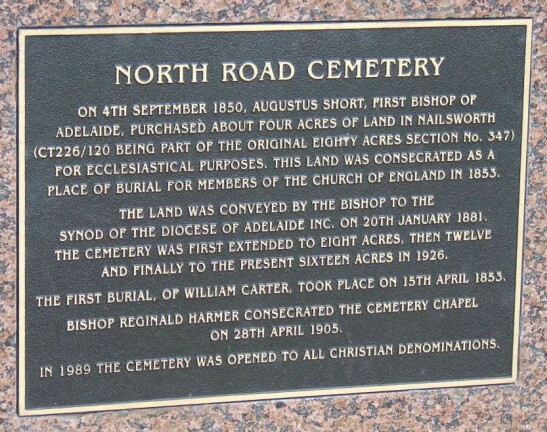 NORTH ROAD CEMETERY
ON 4TH SEPTEMBER 1850, AUGUSTUS SHORT, FIRST BISHOP OF
ADELAIDE, PURCHASED ABOUT FOUR ACRES OF LAND IN NAILSWORTH
(CT226/120 BEING PART OF THE ORIGINAL EIGHTY ACRES SECTION No. 347)
FOR ECCLESIASTICAL PURPOSES. THIS LAND WAS CONSECRATED AS A
PLACE OF BURIAL FOR MEMBERS OF THE CHURCH OF ENGLAND IN 1853.
THE LAND WAS CONVEYED BY THE BISHOP TO THE
SYNOD OF THE DIOCESE OF ADELAIDE INC. ON 20TH JANUARY 1881.
THE CEMETERY WAS FIRST EXTENDED TO EIGHT ACRES, THEN TWELVE
AND FINALLY TO THE PRESENT SIXTEEN ACRES IN 1926.
THE FIRST BURIAL, OF WILLIAM CARTER, TOOK PLACE ON 15TH APRIL 1853.
BISHOP REGINALD HARMER CONSECRATED THE CEMETERY CHAPEL
ON 28TH APRIL 1905.
IN 1989 THE CEMETERY WAS OPENED TO ALL CHRISTIAN DENOMINATIONS.